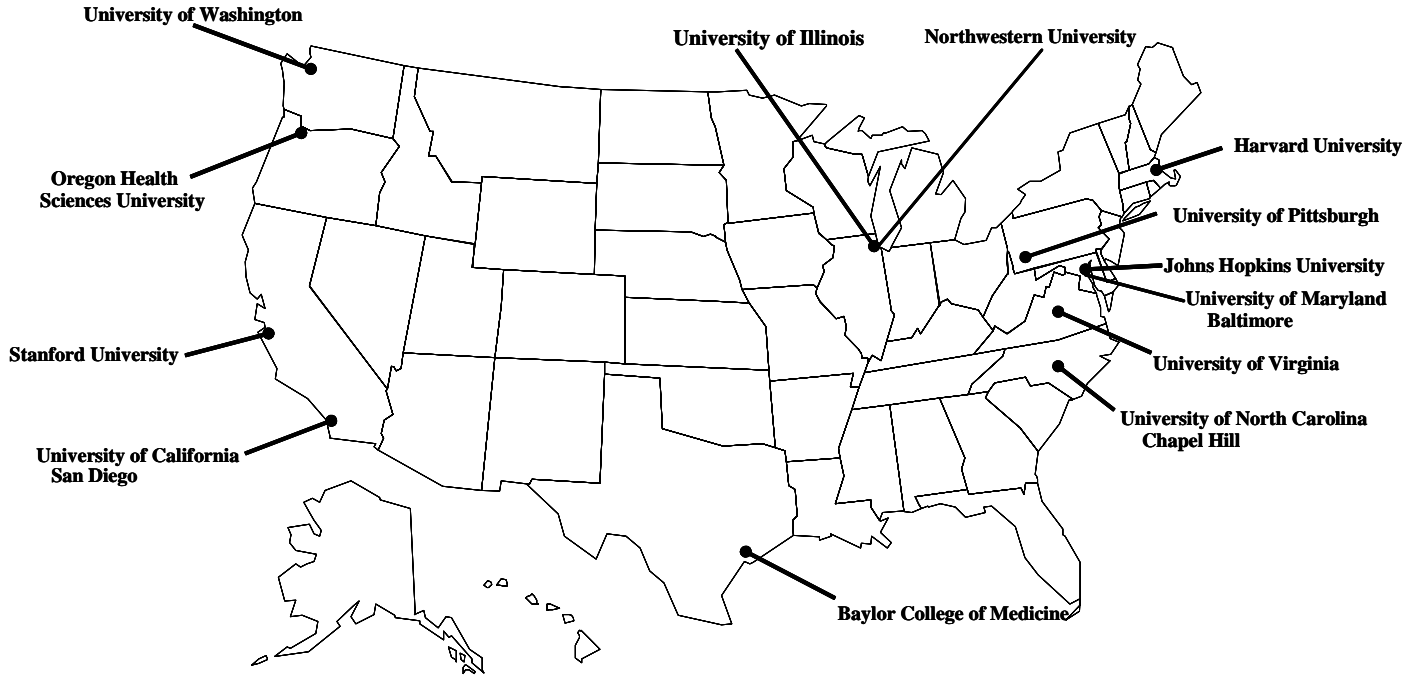 University of Washington
University of Illinois
Northwestern University
Harvard University
Oregon Health
Sciences University
University of Pittsburgh
Johns Hopkins University
University of Maryland
Baltimore
Stanford University
University of Virginia
University of North Carolina
Chapel Hill
University of California
San Diego
Baylor College of Medicine